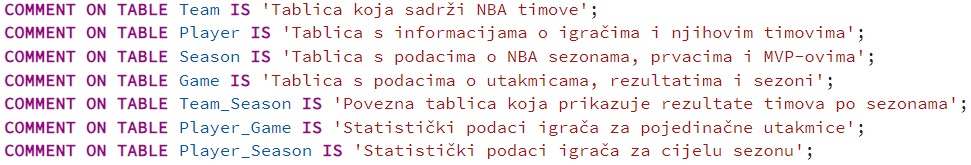 COMMENT ON TABLE Team IS 'Tablica koja sadrži NBA timove';
COMMENT ON TABLE Player IS 'Tablica s informacijama o igračima i njihovim timovima';
COMMENT ON TABLE Season IS 'Tablica s podacima o NBA sezonama, prvacima i MVP-ovima';
COMMENT ON TABLE Game IS 'Tablica s podacima o utakmicama, rezultatima i sezoni';
COMMENT ON TABLE Team_Season IS 'Povezna tablica koja prikazuje rezultate timova po sezonama';
COMMENT ON TABLE Player_Game IS 'Statistički podaci igrača za pojedinačne utakmice';
COMMENT ON TABLE Player_Season IS 'Statistički podaci igrača za cijelu sezonu';